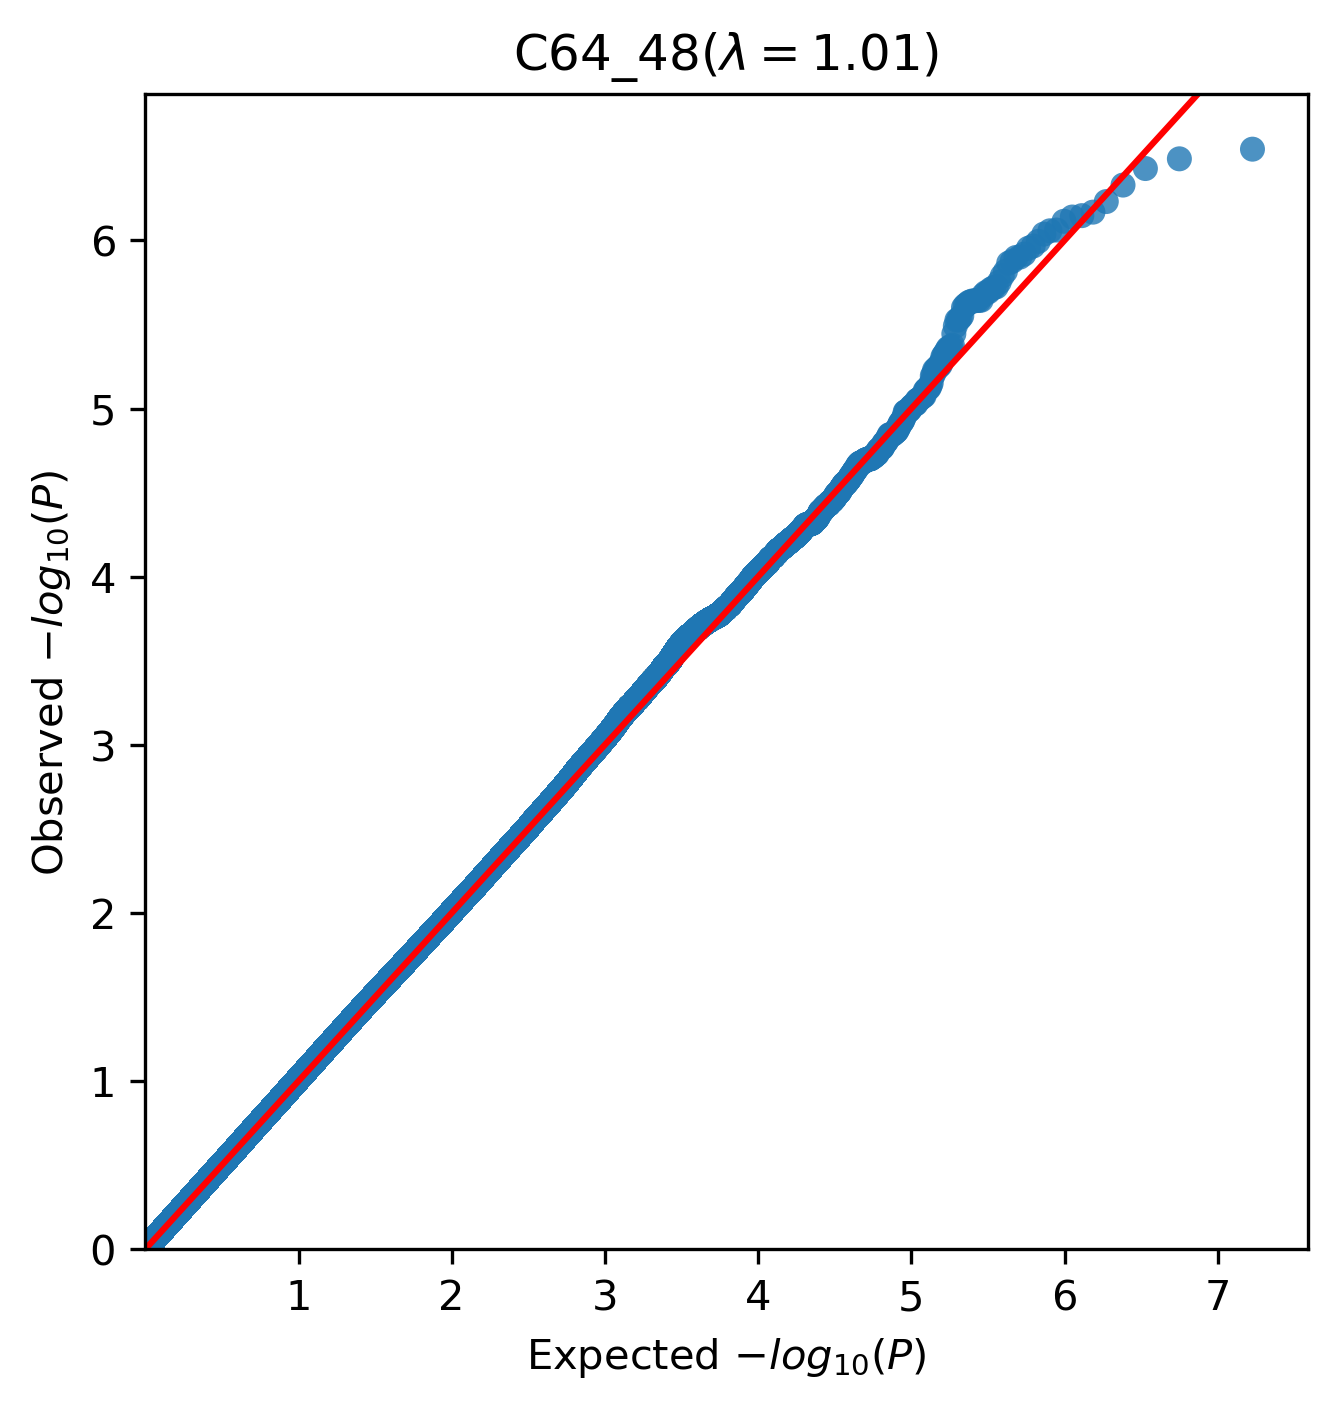 C64_48(λ = 1.01)
Observed −log₁₀(P)
6
5
4
3
2
1
0
1 2 3 4 5 6 7
Expected −log₁₀(P)